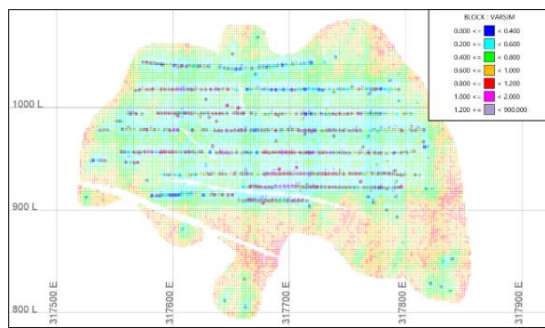 BLOCK : VARSIM
0.000 <= < 0.400
0.200 <= < 0.600
0.400 <= < 0.800
0.600 <= < 1.000
0.800 <= < 1.200
1.000 <= < 2.000
1.200 <= < 900.000
1000 L
900 L
800 L
317500 E
317600 E
317700 E
317800 E
317900 E